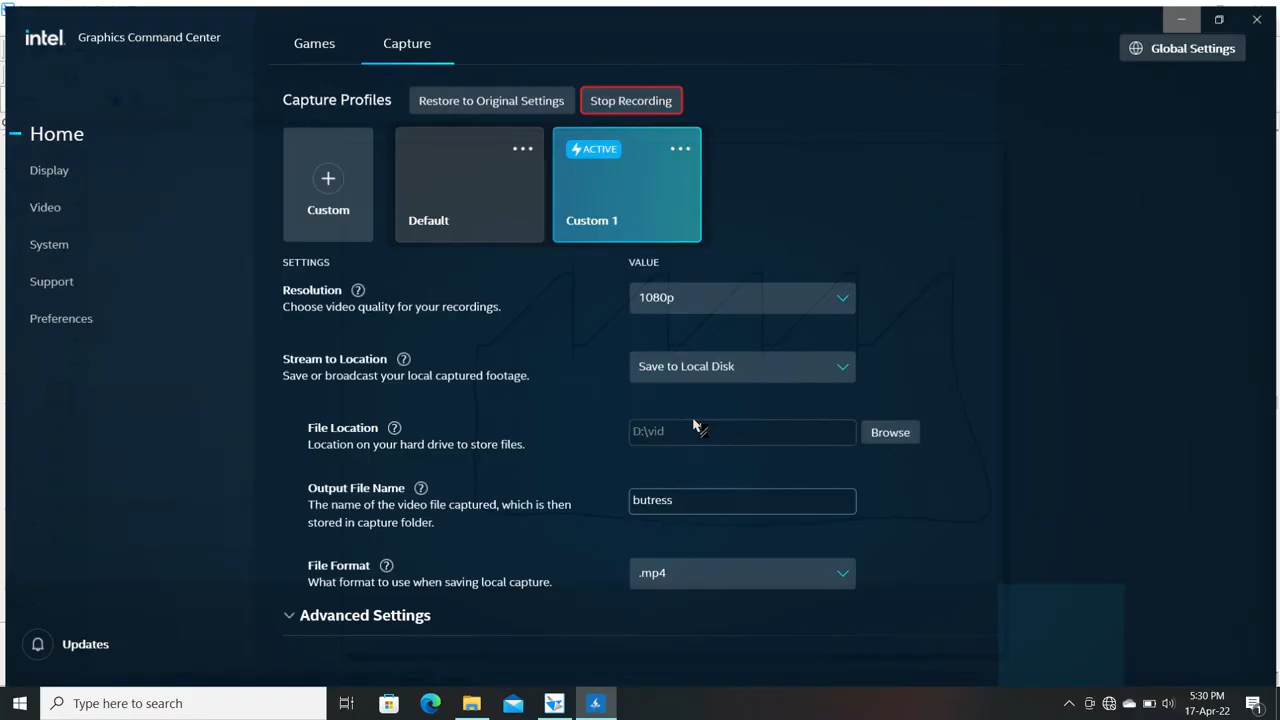 intel. Graphics Command Center
Games
Capture
Global Settings
Capture Profiles
Restore to Original Settings
Stop Recording
Home
Display
Video
System
Support
Preferences
Custom
Default
ACTIVE
Custom 1
SETTINGS
VALUE
Resolution
Choose video quality for your recordings.
1080p
Stream to Location
Save or broadcast your local captured footage.
Save to Local Disk
File Location
Location on your hard drive to store files.
D:\vid
Browse
Output File Name
The name of the video file captured, which is then
stored in capture folder.
butress
File Format
What format to use when saving local capture.
.mp4
Advanced Settings
Updates
Type here to search
5:30 PM
17-Apr-22
1